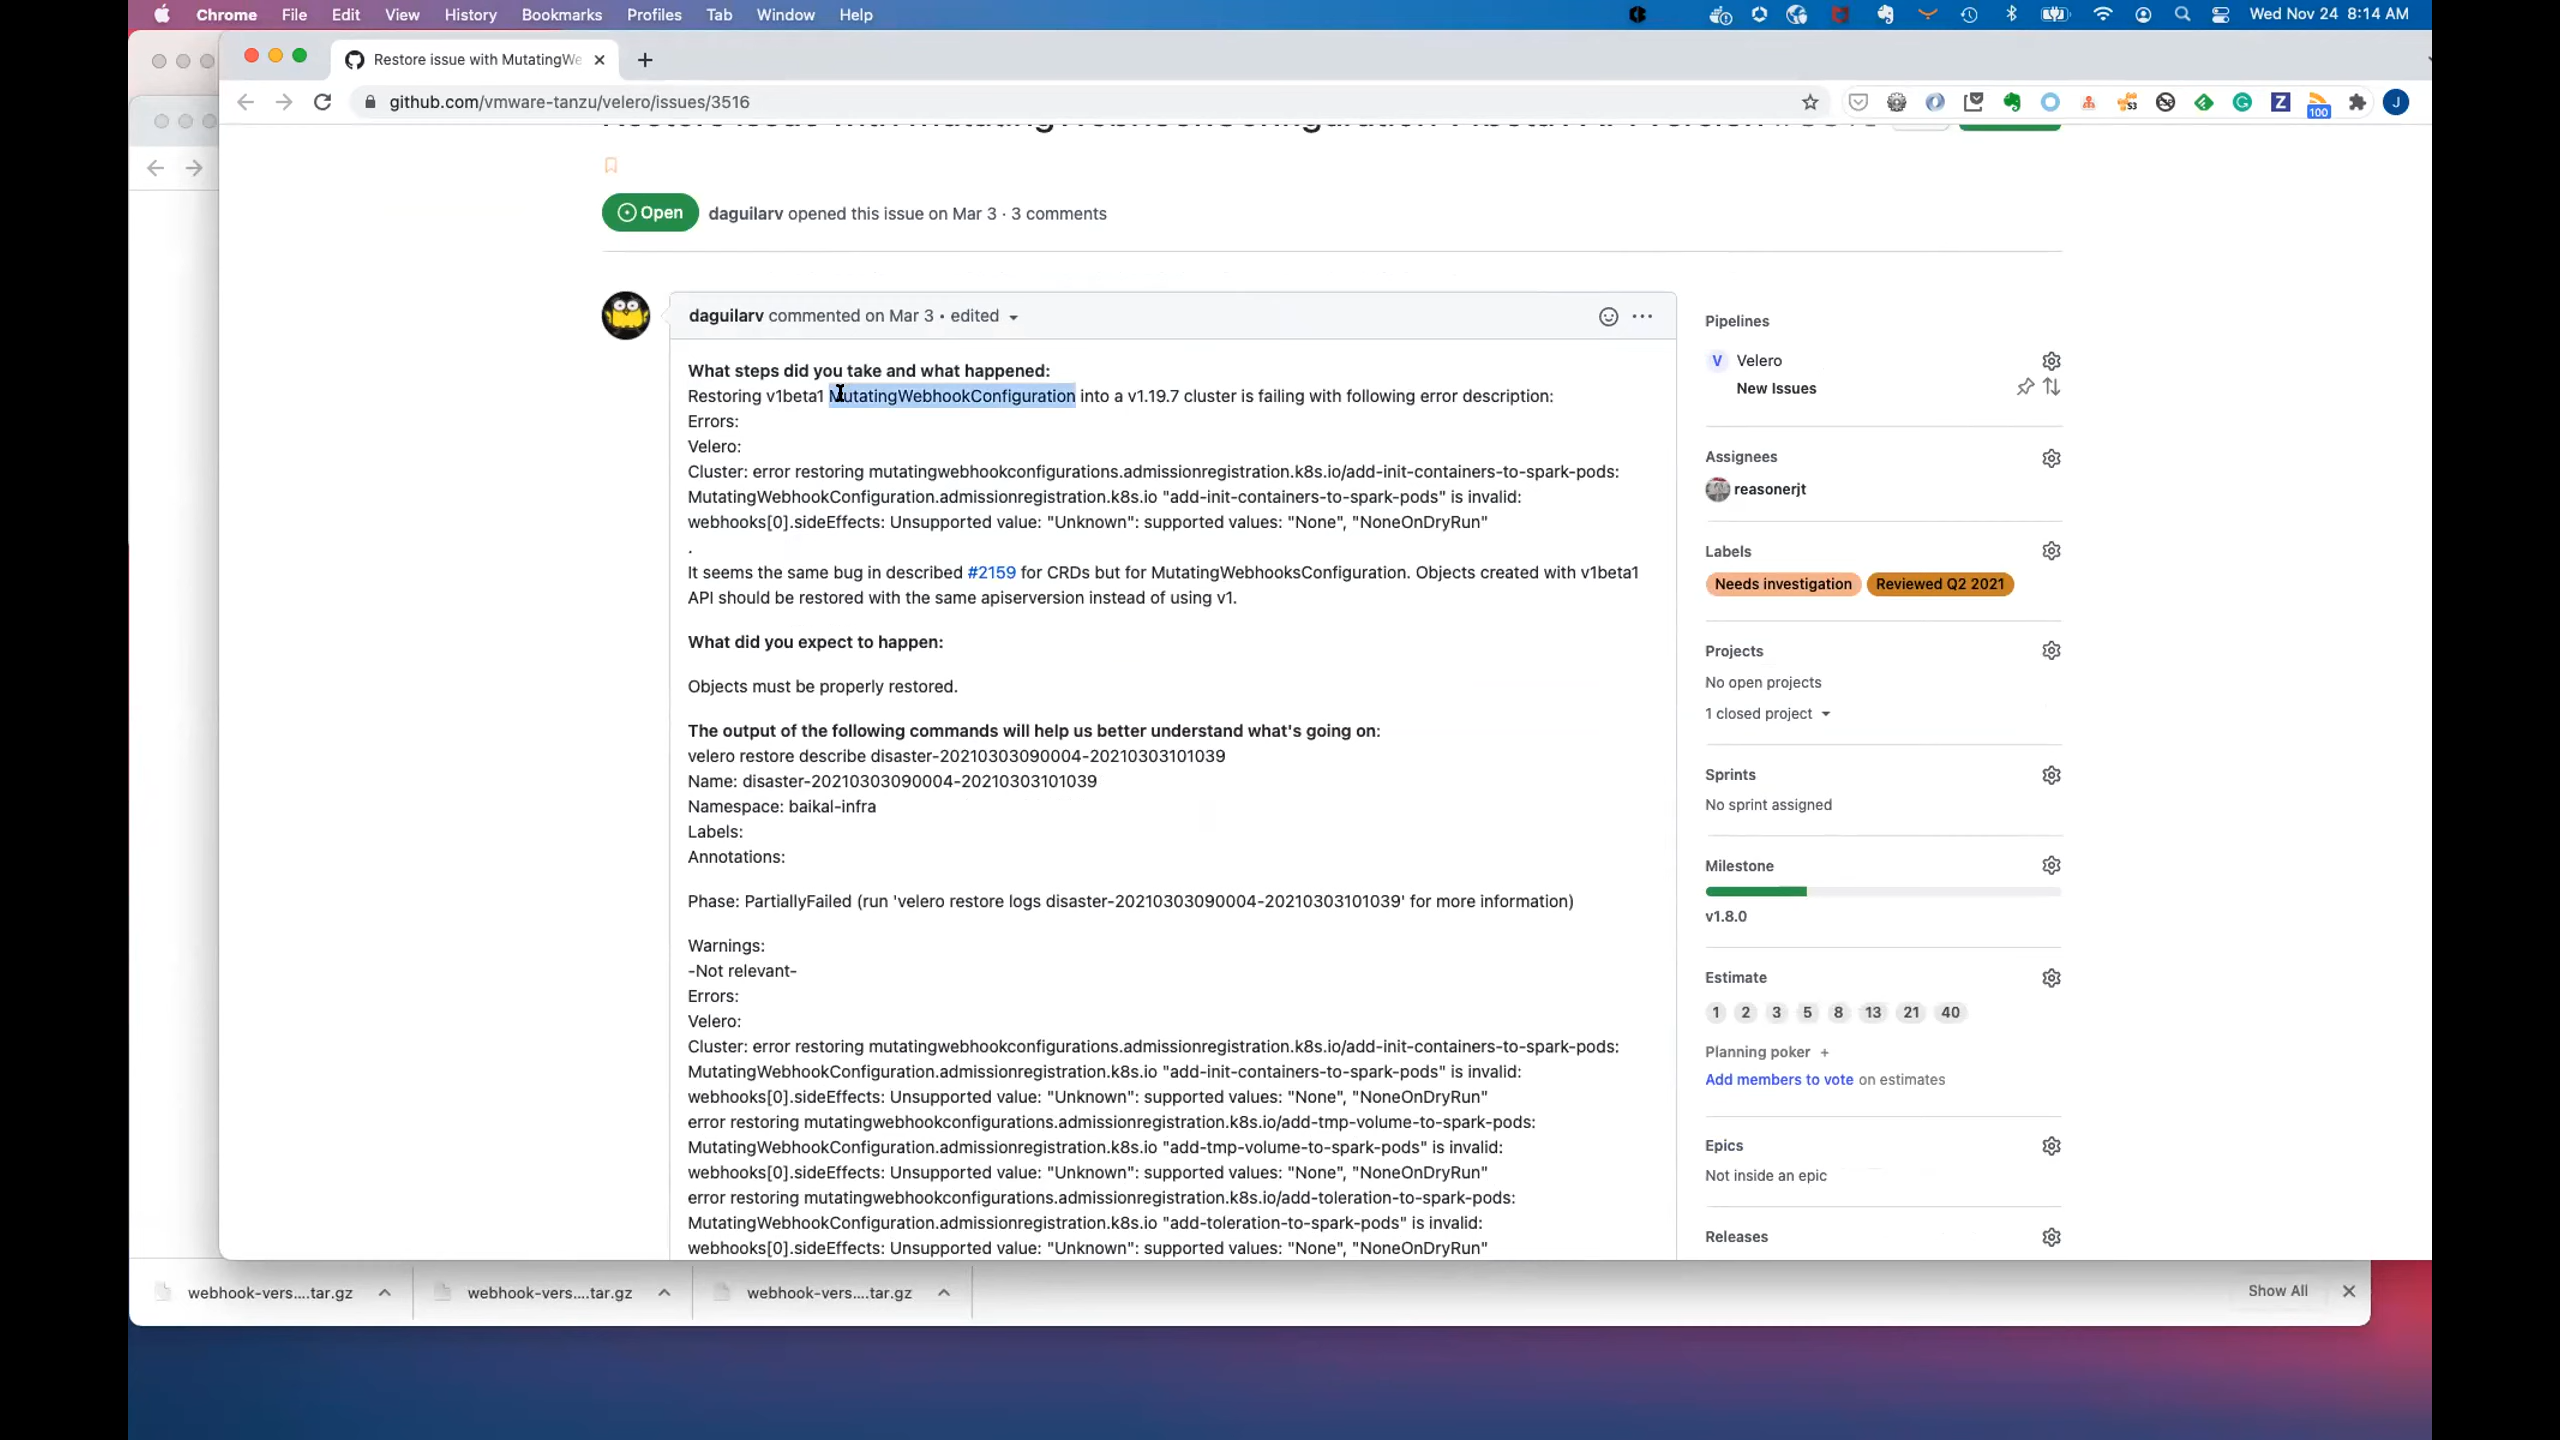 Chrome File Edit View History Bookmarks Profiles Tab Window Help Wed Nov 24 8:14 AM
Restore issue with MutatingWe
github.com/vmware-tanzu/velero/issues/3516
100
J
Open daguilarv opened this issue on Mar 3 · 3 comments
daguilarv commented on Mar 3 • edited
What steps did you take and what happened:
Restoring v1beta1 MutatingWebhookConfiguration into a v1.19.7 cluster is failing with following error description:
Errors:
Velero:
Cluster: error restoring mutatingwebhookconfigurations.admissionregistration.k8s.io/add-init-containers-to-spark-pods:
MutatingWebhookConfiguration.admissionregistration.k8s.io "add-init-containers-to-spark-pods" is invalid:
webhooks[0].sideEffects: Unsupported value: "Unknown": supported values: "None", "NoneOnDryRun"
.
It seems the same bug in described #2159 for CRDs but for MutatingWebhooksConfiguration. Objects created with v1beta1
API should be restored with the same apiserversion instead of using v1.
What did you expect to happen:
Objects must be properly restored.
The output of the following commands will help us better understand what's going on:
velero restore describe disaster-20210303090004-20210303101039
Name: disaster-20210303090004-20210303101039
Namespace: baikal-infra
Labels:
Annotations:
Phase: PartiallyFailed (run 'velero restore logs disaster-20210303090004-20210303101039' for more information)
Warnings:
-Not relevant-
Errors:
Velero:
Cluster: error restoring mutatingwebhookconfigurations.admissionregistration.k8s.io/add-init-containers-to-spark-pods:
MutatingWebhookConfiguration.admissionregistration.k8s.io "add-init-containers-to-spark-pods" is invalid:
webhooks[0].sideEffects: Unsupported value: "Unknown": supported values: "None", "NoneOnDryRun"
error restoring mutatingwebhookconfigurations.admissionregistration.k8s.io/add-tmp-volume-to-spark-pods:
MutatingWebhookConfiguration.admissionregistration.k8s.io "add-tmp-volume-to-spark-pods" is invalid:
webhooks[0].sideEffects: Unsupported value: "Unknown": supported values: "None", "NoneOnDryRun"
error restoring mutatingwebhookconfigurations.admissionregistration.k8s.io/add-toleration-to-spark-pods:
MutatingWebhookConfiguration.admissionregistration.k8s.io "add-toleration-to-spark-pods" is invalid:
webhooks[0].sideEffects: Unsupported value: "Unknown": supported values: "None", "NoneOnDryRun"
Pipelines
V Velero
New Issues
Assignees
reasonerjt
Labels
Needs investigation Reviewed Q2 2021
Projects
No open projects
1 closed project
Sprints
No sprint assigned
Milestone
v1.8.0
Estimate
1 2 3 5 8 13 21 40
Planning poker +
Add members to vote on estimates
Epics
Not inside an epic
Releases
webhook-vers....tar.gz webhook-vers....tar.gz webhook-vers....tar.gz Show All